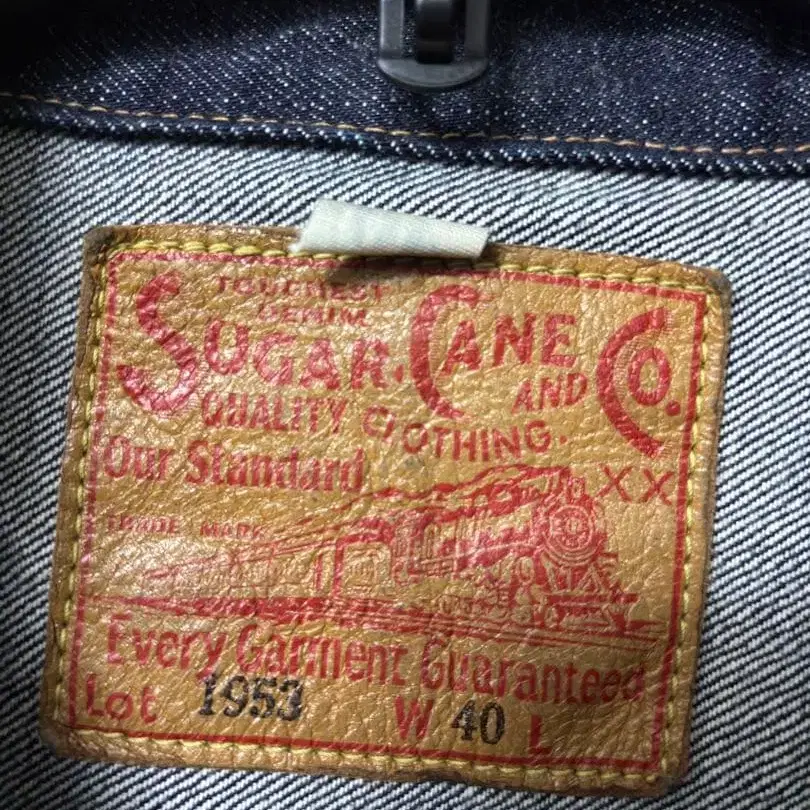 TOUGHEST
DENIM
SUGAR.CANE CO.
AND
QUALITY CLOTHING.
Our Standard XX
TRADE MARK
Every Garment Guaranteed
Lot 1953 W 40 L